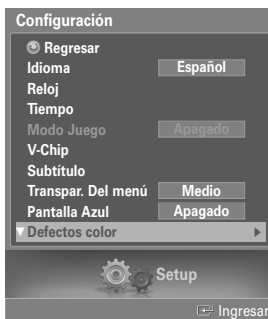 Configuración
Regresar
Idioma Español
Reloj
Tiempo
Modo Juego Apagado
V-Chip
Subtítulo
Transpar. Del menú Medio
Pantalla Azul Apagado
Defectos color
Setup
Ingresar